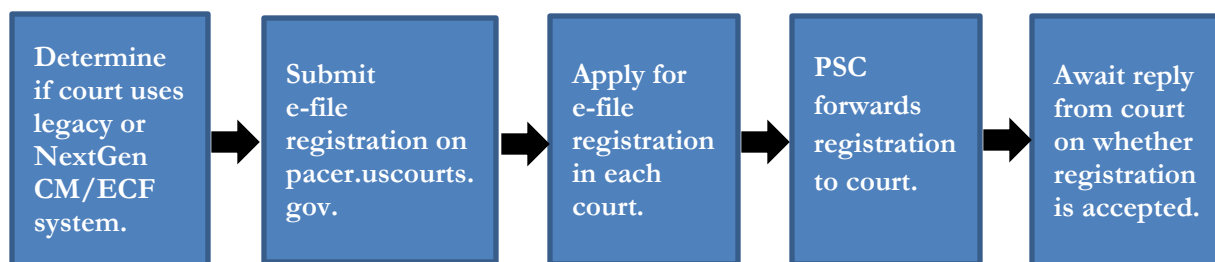 Determine
if court uses
legacy or
NextGen
CM/ECF
system.
Submit
e-file
registration on
pacer.uscourts.
gov.
Apply for
e-file
registration
in each
court.
PSC
forwards
registration
to court.
Await reply
from court
on whether
registration
is accepted.